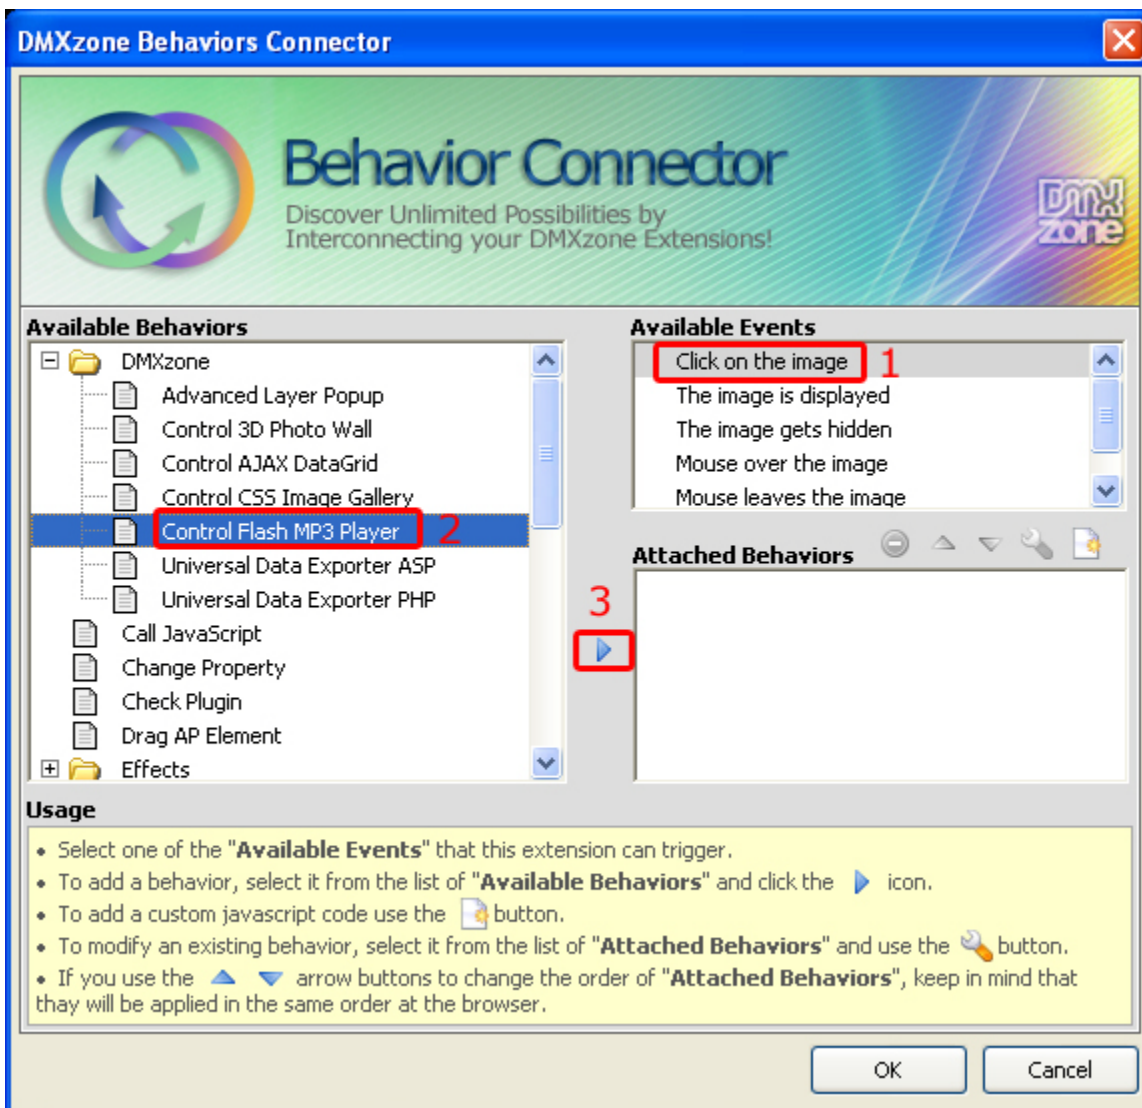 DMXzone Behaviors Connector
Behavior Connector
Discover Unlimited Possibilities by
Interconnecting your DMXzone Extensions!
DMX
zone
Available Behaviors
DMXzone
Advanced Layer Popup
Control 3D Photo Wall
Control AJAX DataGrid
Control CSS Image Gallery
Control Flash MP3 Player 2
Universal Data Exporter ASP
Universal Data Exporter PHP
Call JavaScript
Change Property
Check Plugin
Drag AP Element
Effects
Available Events
Click on the image 1
The image is displayed
The image gets hidden
Mouse over the image
Mouse leaves the image
Attached Behaviors
3
Usage
• Select one of the "Available Events" that this extension can trigger.
• To add a behavior, select it from the list of "Available Behaviors" and click the icon.
• To add a custom javascript code use the button.
• To modify an existing behavior, select it from the list of "Attached Behaviors" and use the button.
• If you use the arrow buttons to change the order of "Attached Behaviors", keep in mind that
thay will be applied in the same order at the browser.
OK
Cancel